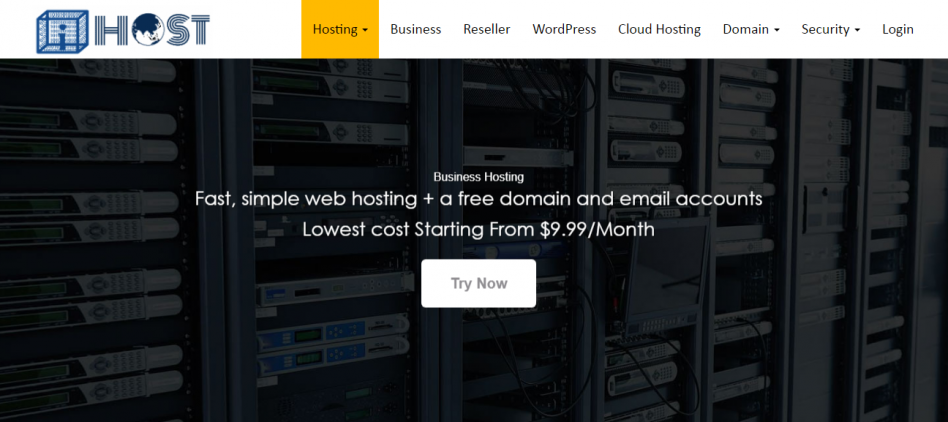 HOST
Hosting Business Reseller WordPress Cloud Hosting Domain Security Login
Business Hosting
Fast, simple web hosting + a free domain and email accounts
Lowest cost Starting From $9.99/Month
Try Now